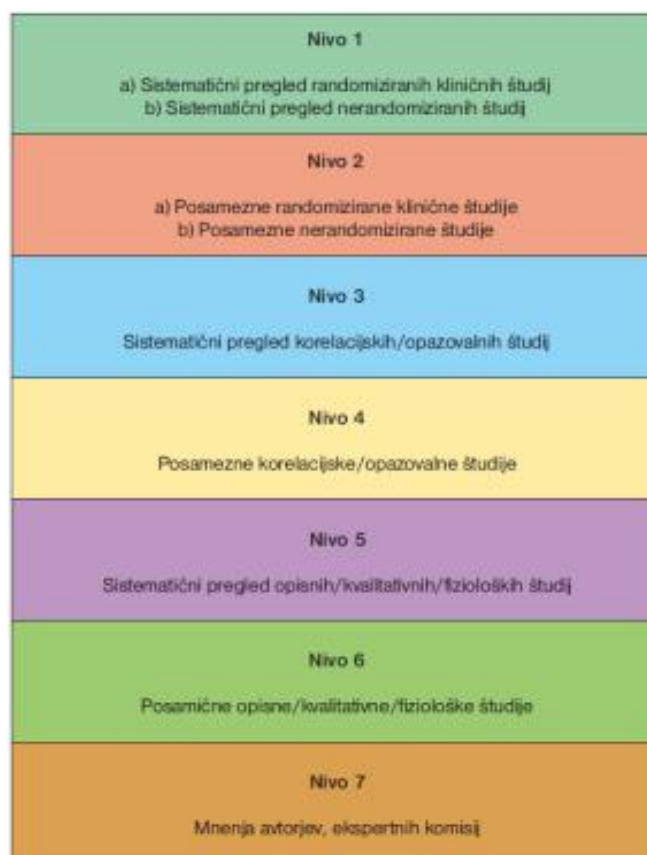 Nivo 1
a) Sistematični pregled randomiziranih kliničnih študij
b) Sistematični pregled nerandomiziranih študij
Nivo 2
a) Posamezne randomizirane klinične študije
b) Posamezne nerandomizirane študije
Nivo 3
Sistematični pregled korelacijskih/opazovalnih študij
Nivo 4
Posamezne korelacijske/opazovalne študije
Nivo 5
Sistematični pregled opisnih/kvalitativnih/fizioloških študij
Nivo 6
Posamične opisne/kvalitativne/fiziološke študije
Nivo 7
Mnenja avtorjev, ekspertnih komisij